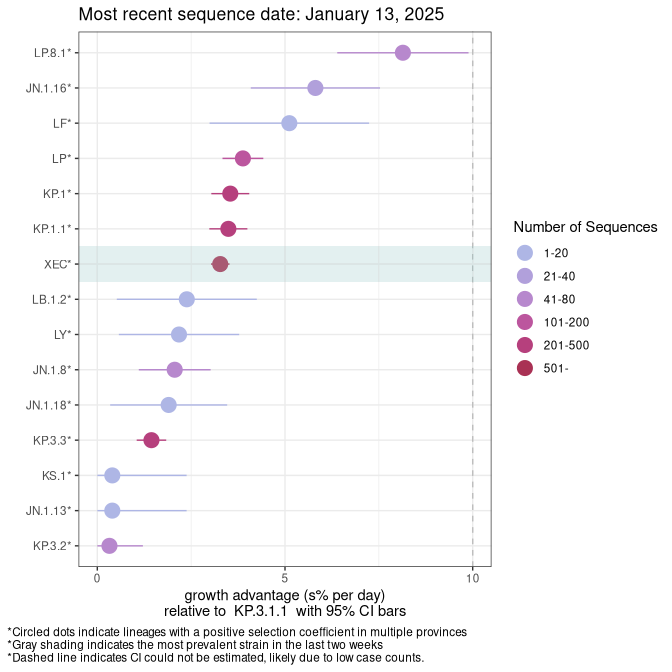 Most recent sequence date: January 13, 2025
LP.8.1*
JN.1.16*
LF*
LP*
KP.1*
KP.1.1*
XEC*
LB.1.2*
LY*
JN.1.8*
JN.1.18*
KP.3.3*
KS.1*
JN.1.13*
KP.3.2*
0 5 10
growth advantage (s% per day)
relative to KP.3.1.1 with 95% CI bars
Number of Sequences
1-20
21-40
41-80
101-200
201-500
501-
*Circled dots indicate lineages with a positive selection coefficient in multiple provinces
*Gray shading indicates the most prevalent strain in the last two weeks
*Dashed line indicates CI could not be estimated, likely due to low case counts.